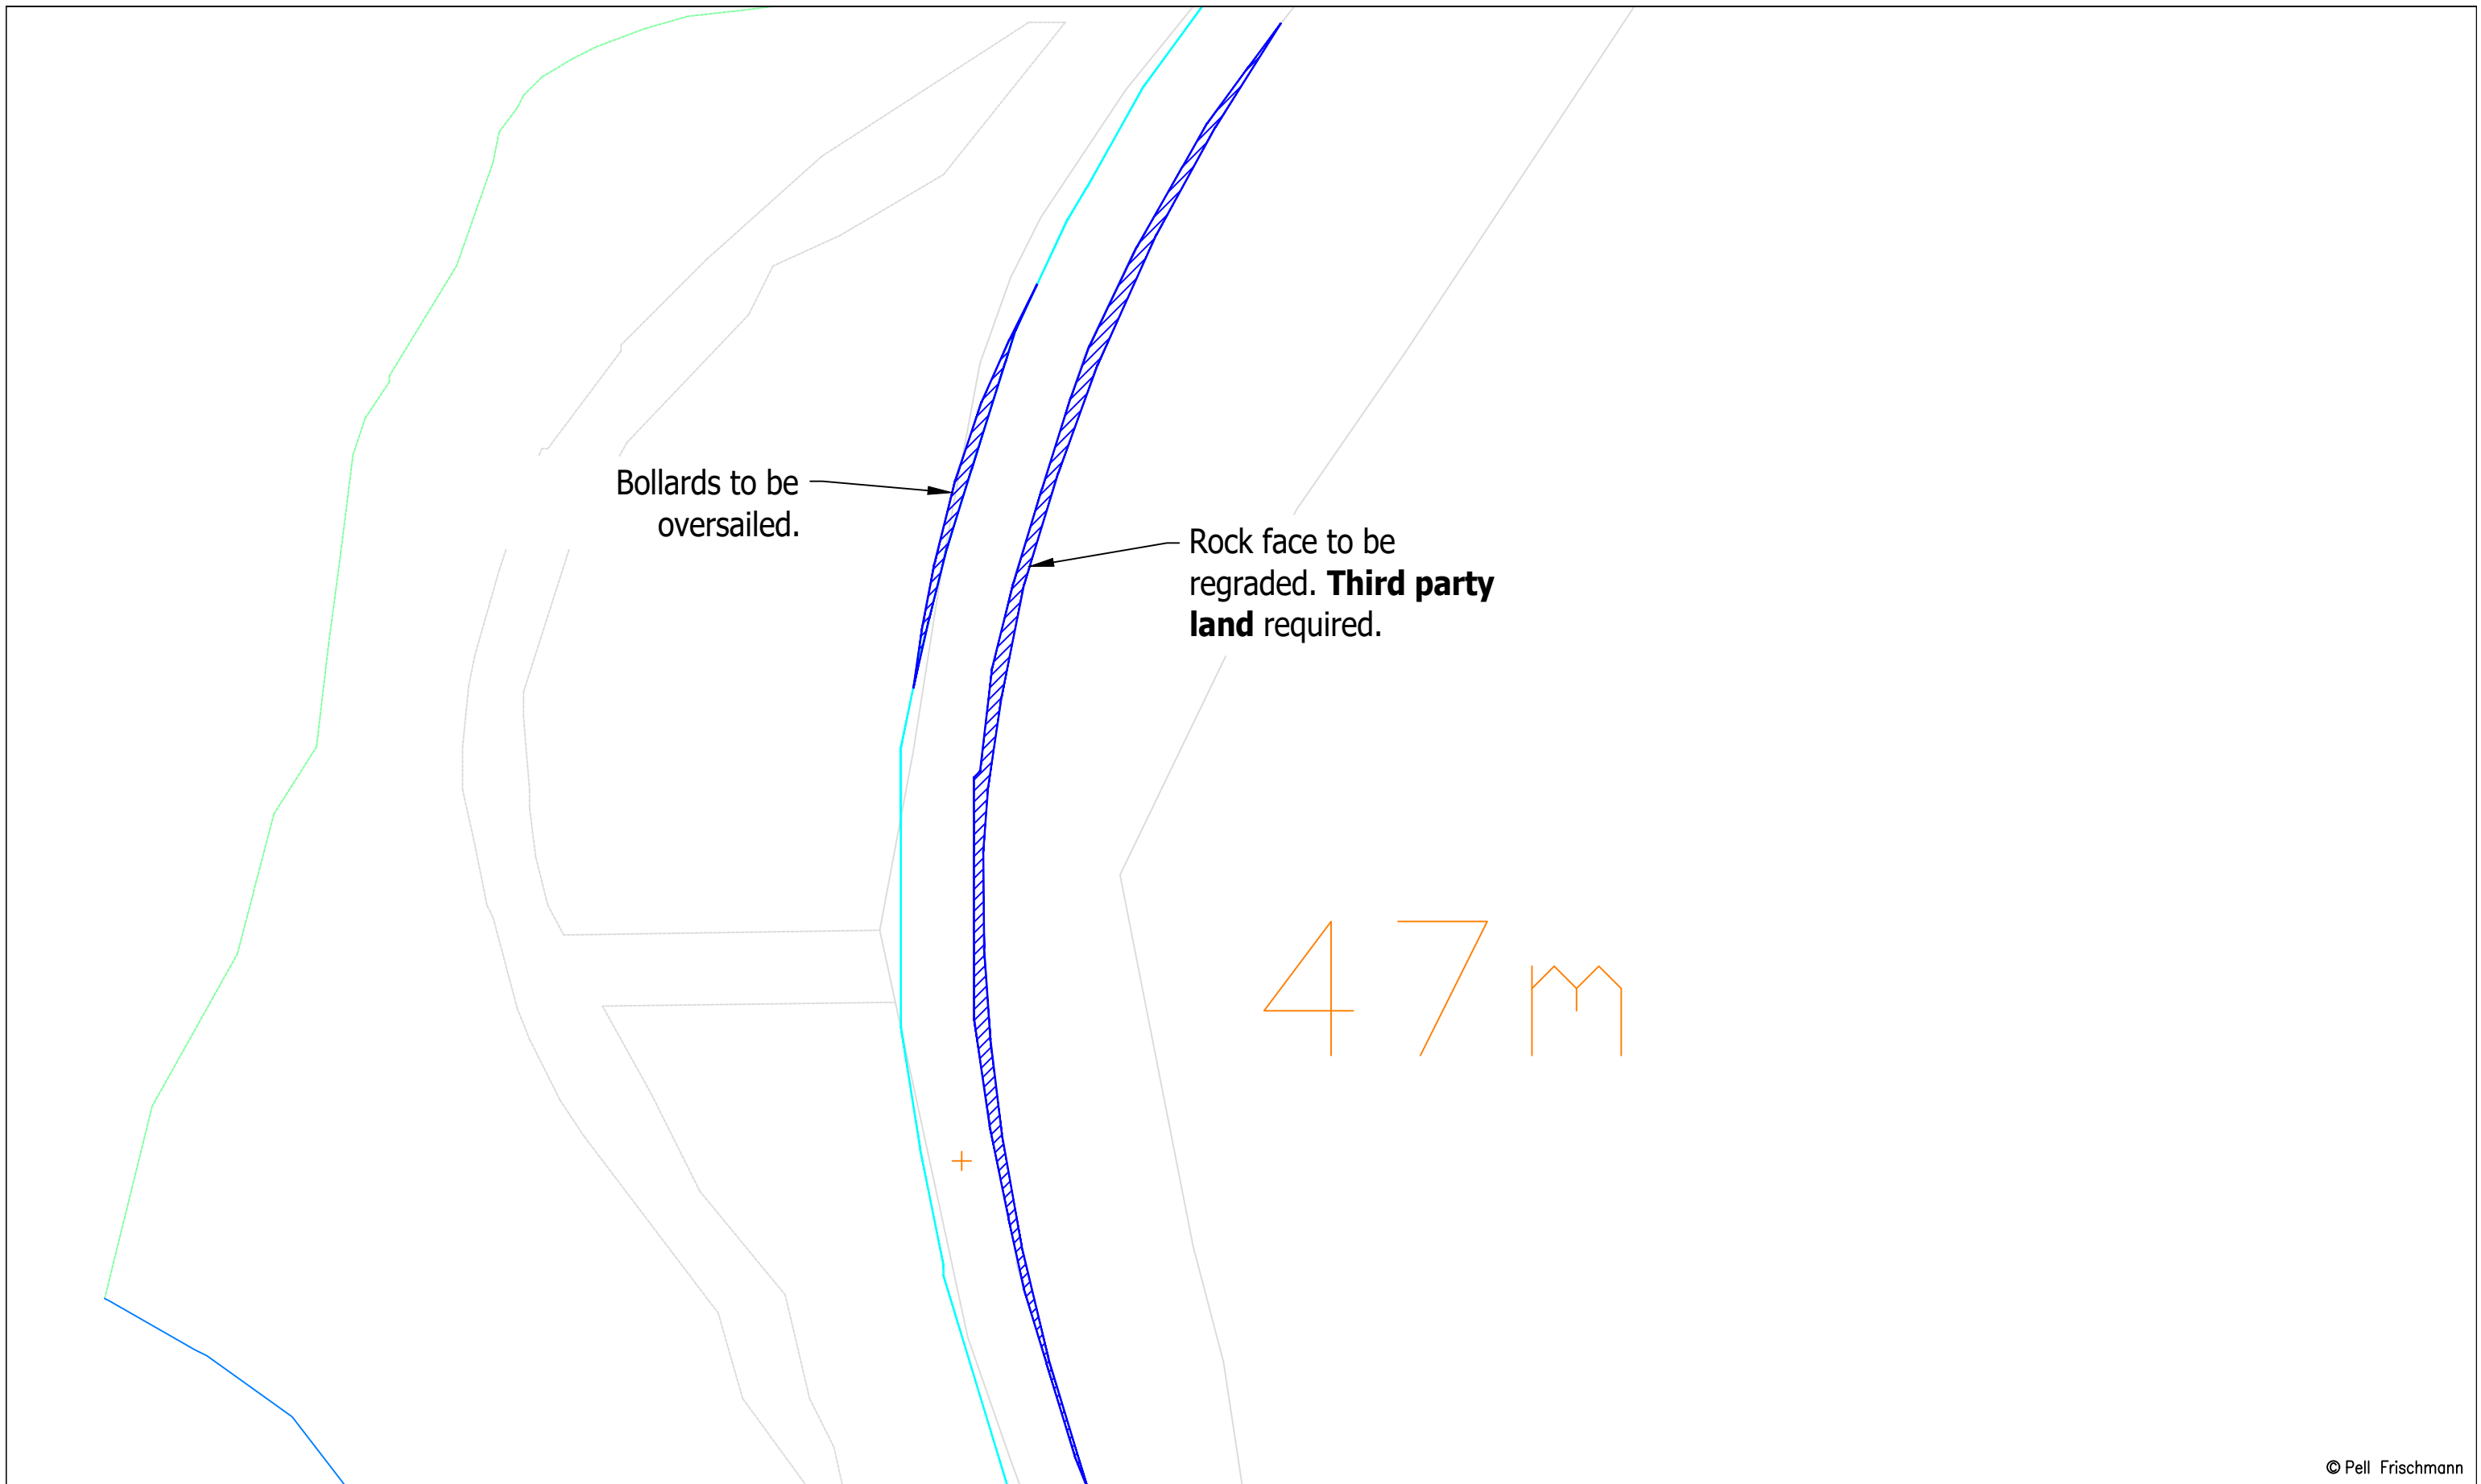 Bollards to be
oversailed.
Rock face to be
regraded. Third party
land required.
47m
© Pell Frischmann